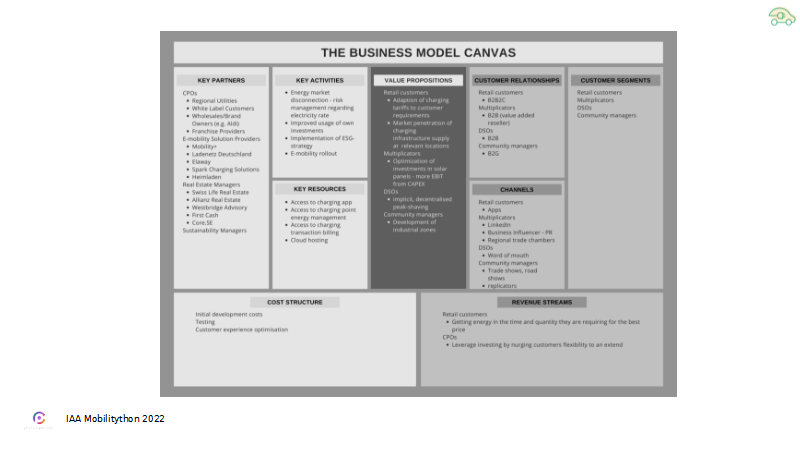 THE BUSINESS MODEL CANVAS
KEY PARTNERS
CPOs
Regional Utilities
White Label Customers
Wholesales/Brand
Owners (e.g. Aldi)
Franchise Providers
E-mobility Solution Providers
Mobility+
Ladenetz Deutschland
Elaway
Spark Charging Solutions
Heimladen
Real Estate Managers
Swiss Life Real Estate
Allianz Real Estate
Westbridge Advisory
First Cash
Core.SE
Sustainability Managers
KEY ACTIVITIES
Energy market
disconnection - risk
management regarding
electricity rate
Improved usage of own
investments
Implementation of ESG-
strategy
E-mobility rollout
KEY RESOURCES
Access to charging app
Access to charging point
energy management
Access to charging
transaction billing
Cloud hosting
VALUE PROPOSITIONS
Retail customers
Adaption of charging
tariffs to customer
requirements
Market penetration of
charging
infrastructure supply
at relevant locations
Multiplicators
Optimization of
investments in solar
panels - more EBIT
from CAPEX
DSOs
implicit, decentralised
peak-shaving
Community managers
Development of
industrial zones
CUSTOMER RELATIONSHIPS
Retail customers
B2B2C
Multiplicators
B2B (value added
reseller)
DSOs
B2B
Community managers
B2G
CHANNELS
Retail customers
Apps
Multiplicators
LinkedIn
Business Influencer - PR
Regional trade chambers
DSOs
Word of mouth
Community managers
Trade shows, road
shows
replicators
CUSTOMER SEGMENTS
Retail customers
Multiplicators
DSOs
Community managers
COST STRUCTURE
Initial development costs
Testing
Customer experience optimisation
REVENUE STREAMS
Retail customers
Getting energy in the time and quantity they are requiring for the best
price
CPOs
Leverage investing by nurging customers flexibility to an extend
IAA Mobilitython 2022